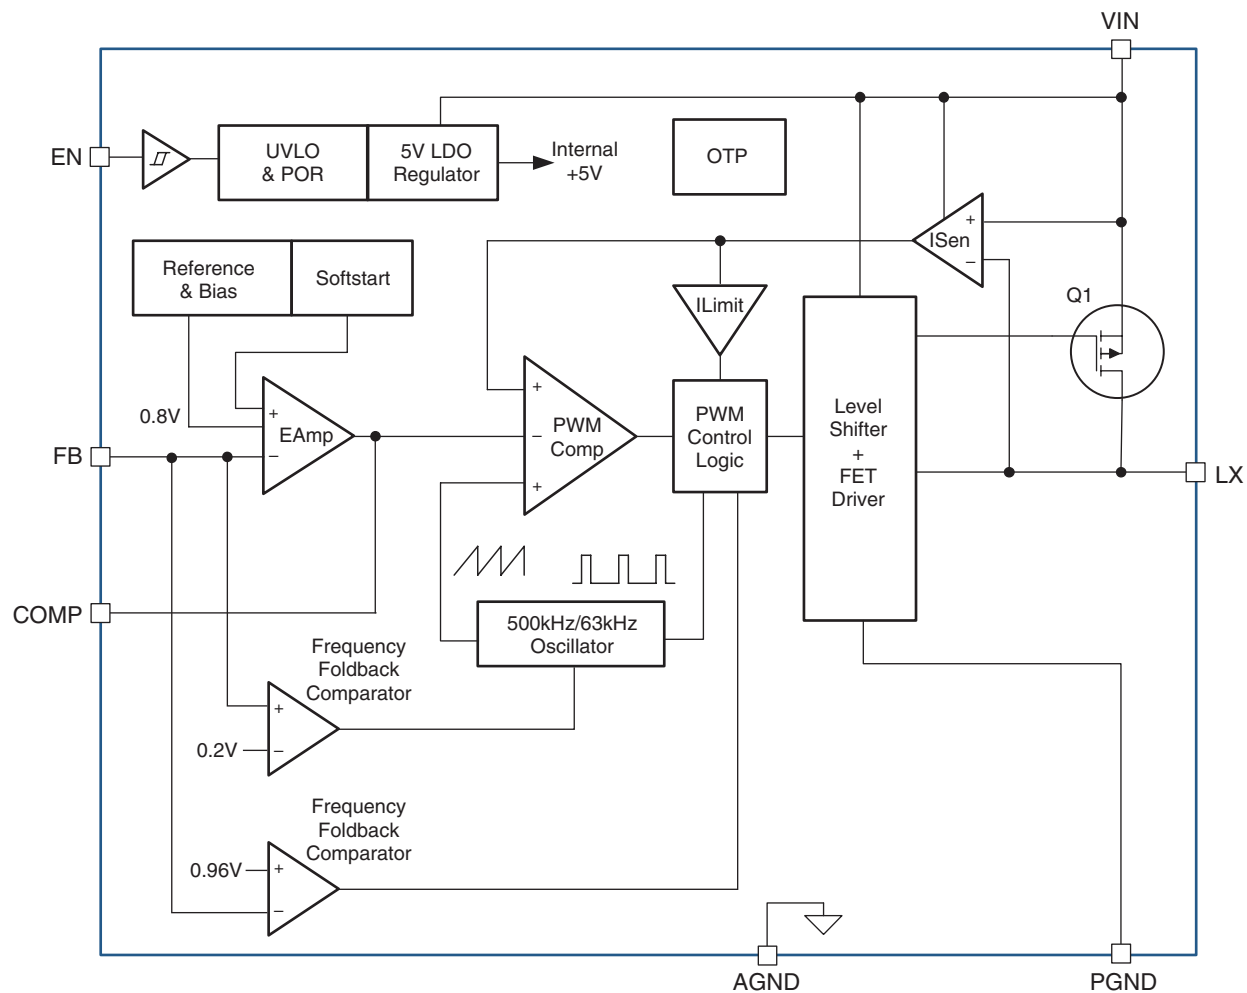 VIN
EN
UVLO
& POR
5V LDO
Regulator
Internal
+5V
OTP
+
ISen
–
Reference
& Bias
Softstart
ILimit
Q1
0.8V
+
EAmp
–
FB
+
PWM
Comp
–
+
PWM
Control
Logic
Level
Shifter
+
FET
Driver
LX
COMP
500kHz/63kHz
Oscillator
Frequency
Foldback
Comparator
+
0.2V
–
Frequency
Foldback
Comparator
0.96V
+
–
AGND
PGND